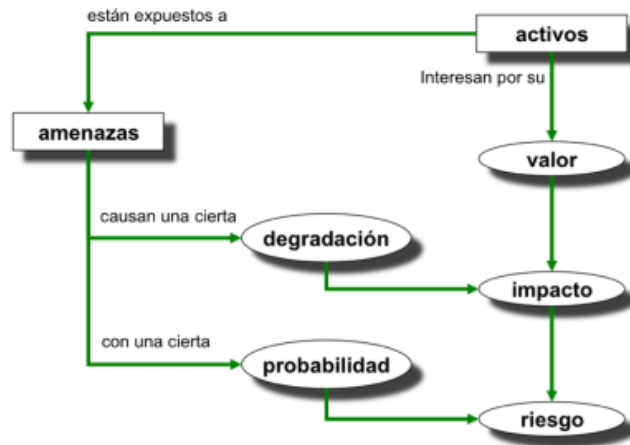 están expuestos a
activos
Interesan por su
amenazas
valor
causan una cierta
degradación
impacto
con una cierta
probabilidad
riesgo